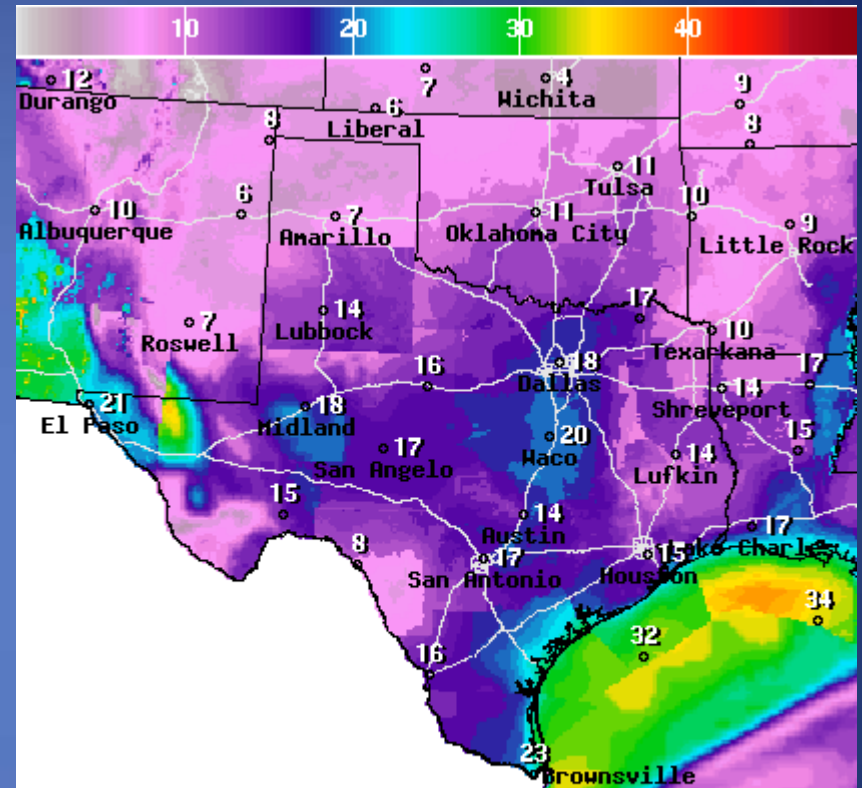 10 20 30 40
12
Durango
7
4
Wichita
9
6
Liberal
8
8
11
Tulsa
10
Albuquerque
6
7
Amarillo
11
Oklahoma City
10
9
Little Rock
7
Roswell
14
Lubbock
17
10
Texarkana
16
18
Dallas
14
Shreveport
17
21
El Paso
18
Midland
17
San Angelo
20
Waco
14
Lufkin
15
15
14
Austin
17
Lake Charles
8
17
San Antonio
15
Houston
34
32
16
23
Brownsville